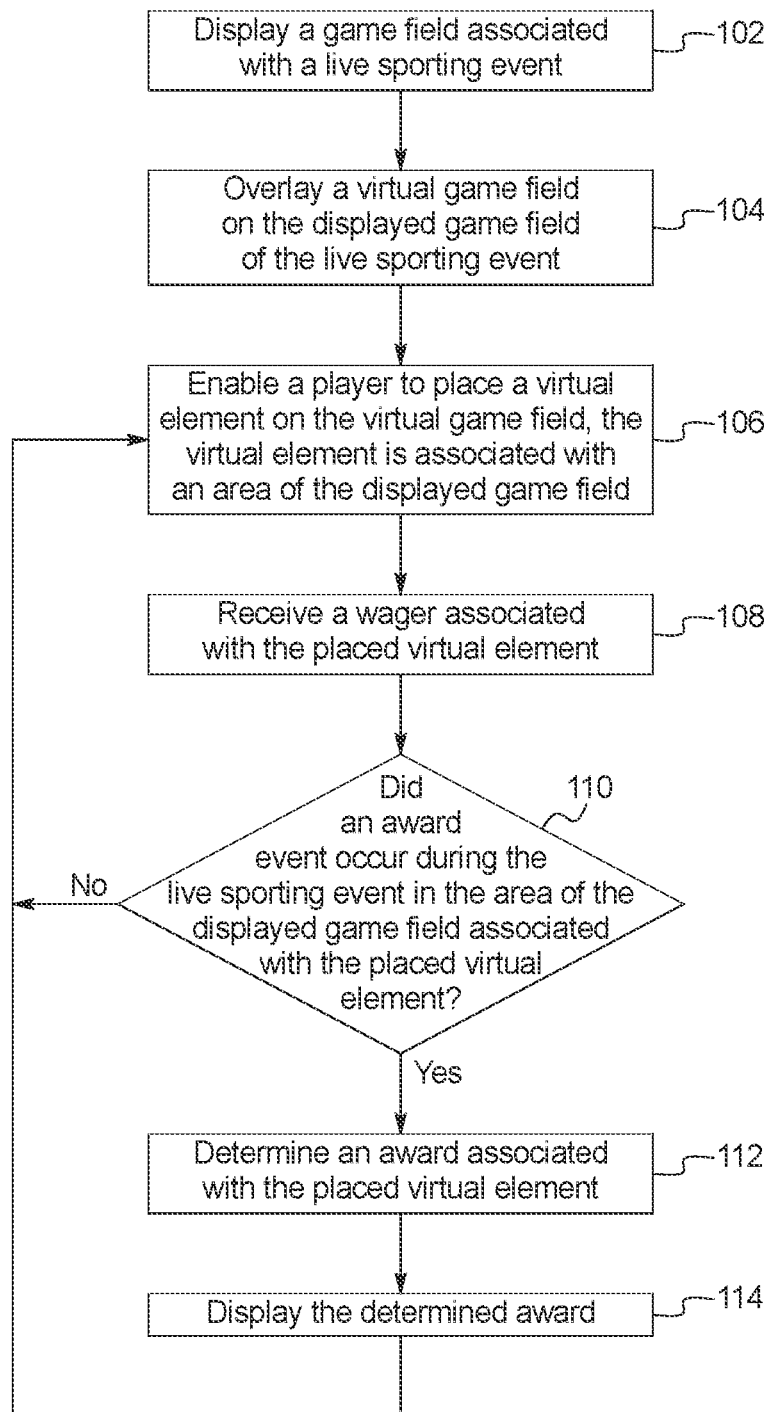 Display a game field associated
with a live sporting event
102
Overlay a virtual game field
on the displayed game field
of the live sporting event
104
Enable a player to place a virtual
element on the virtual game field, the
virtual element is associated with
an area of the displayed game field
106
Receive a wager associated
with the placed virtual element
108
Did
an award
event occur during the
live sporting event in the area of the
displayed game field associated
with the placed virtual
element?
110
No
Yes
Determine an award associated
with the placed virtual element
112
Display the determined award
114